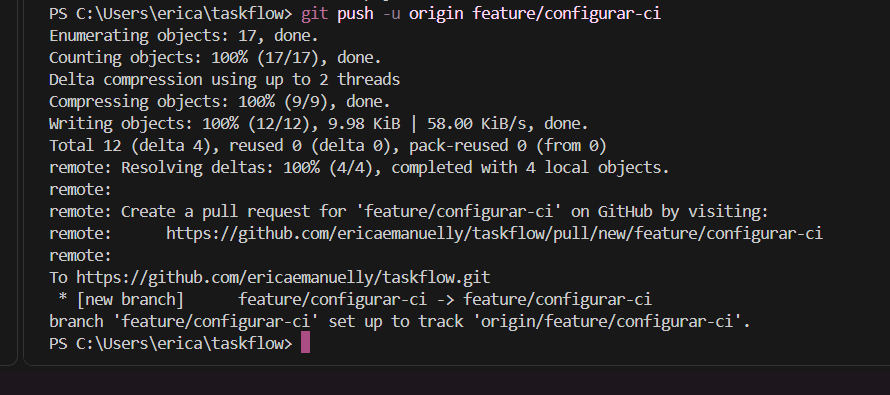 PS C:\Users\erica\taskflow> git push -u origin feature/configurar-ci
Enumerating objects: 17, done.
Counting objects: 100% (17/17), done.
Delta compression using up to 2 threads
Compressing objects: 100% (9/9), done.
Writing objects: 100% (12/12), 9.98 KiB | 58.00 KiB/s, done.
Total 12 (delta 4), reused 0 (delta 0), pack-reused 0 (from 0)
remote: Resolving deltas: 100% (4/4), completed with 4 local objects.
remote:
remote: Create a pull request for 'feature/configurar-ci' on GitHub by visiting:
remote:      https://github.com/ericaemanuelly/taskflow/pull/new/feature/configurar-ci
remote:
To https://github.com/ericaemanuelly/taskflow.git
 * [new branch]      feature/configurar-ci -> feature/configurar-ci
branch 'feature/configurar-ci' set up to track 'origin/feature/configurar-ci'.
PS C:\Users\erica\taskflow>